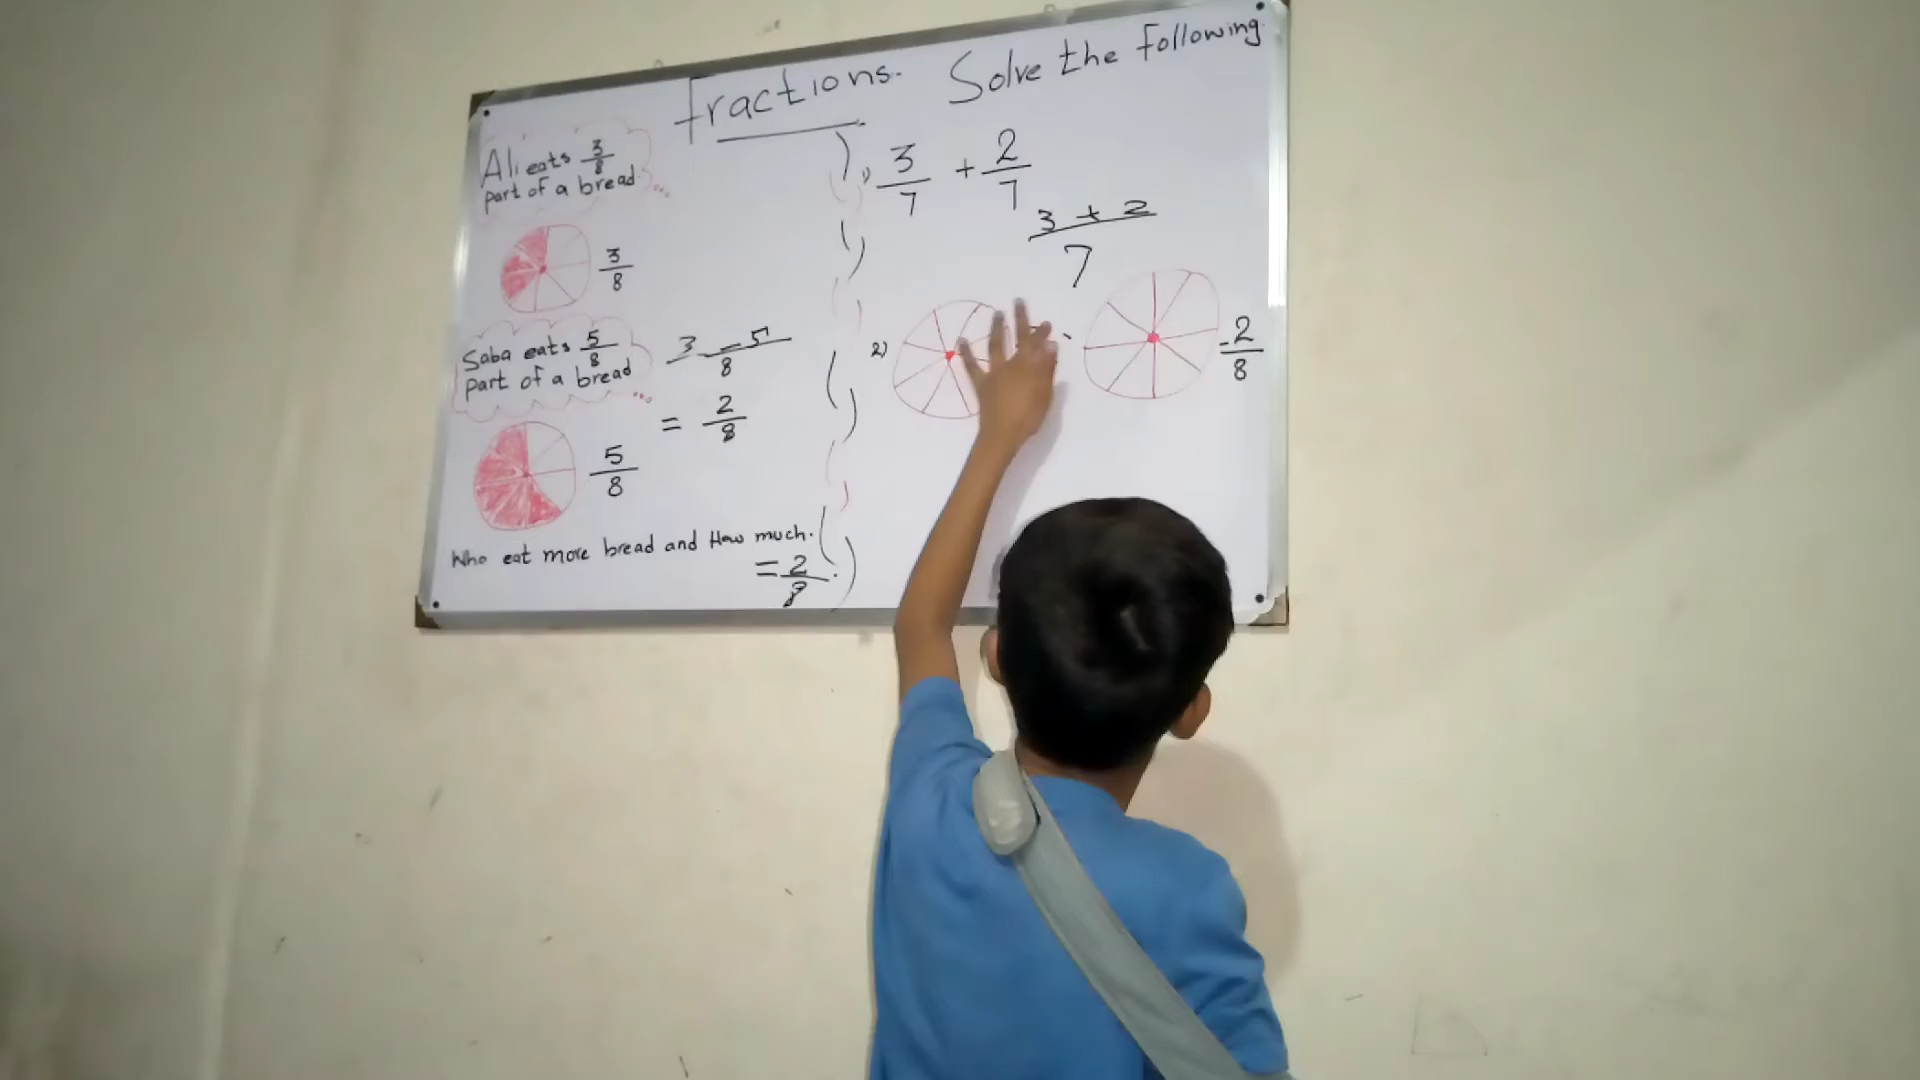 Fractions. Solve the following
Ali eats 3/8
part of a bread
3/8
Saba eats 5/8
part of a bread
3 - 5
8
= 2/8
5/8
Who eat more bread and How much.
= 2/8.
1) 3/7 + 2/7
3 + 2
7
2)
- 2/8